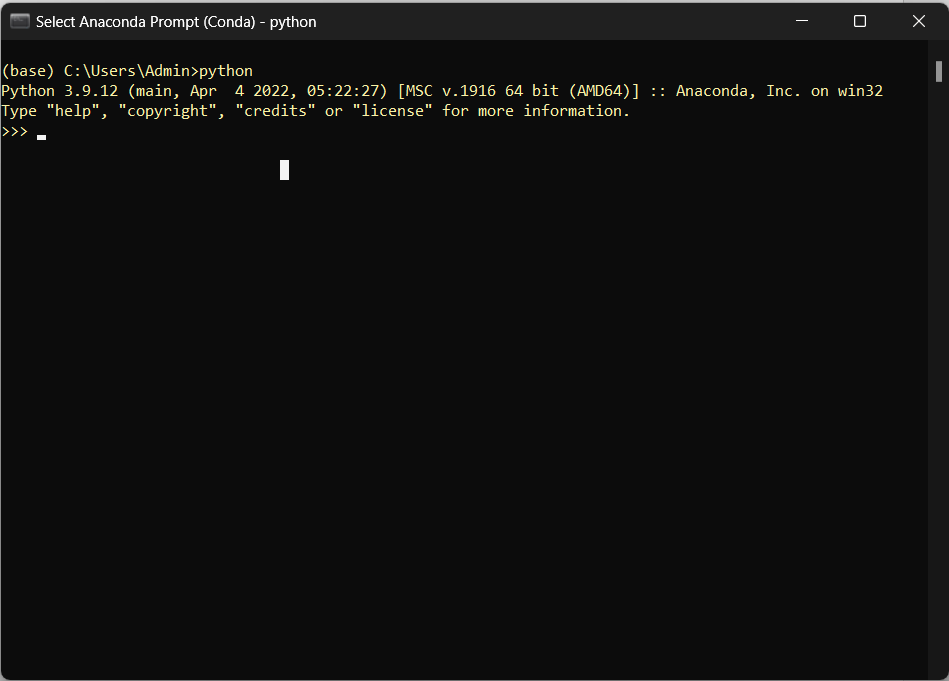 Select Anaconda Prompt (Conda) - python
(base) C:\Users\Admin>python
Python 3.9.12 (main, Apr  4 2022, 05:22:27) [MSC v.1916 64 bit (AMD64)] :: Anaconda, Inc. on win32
Type "help", "copyright", "credits" or "license" for more information.
>>>